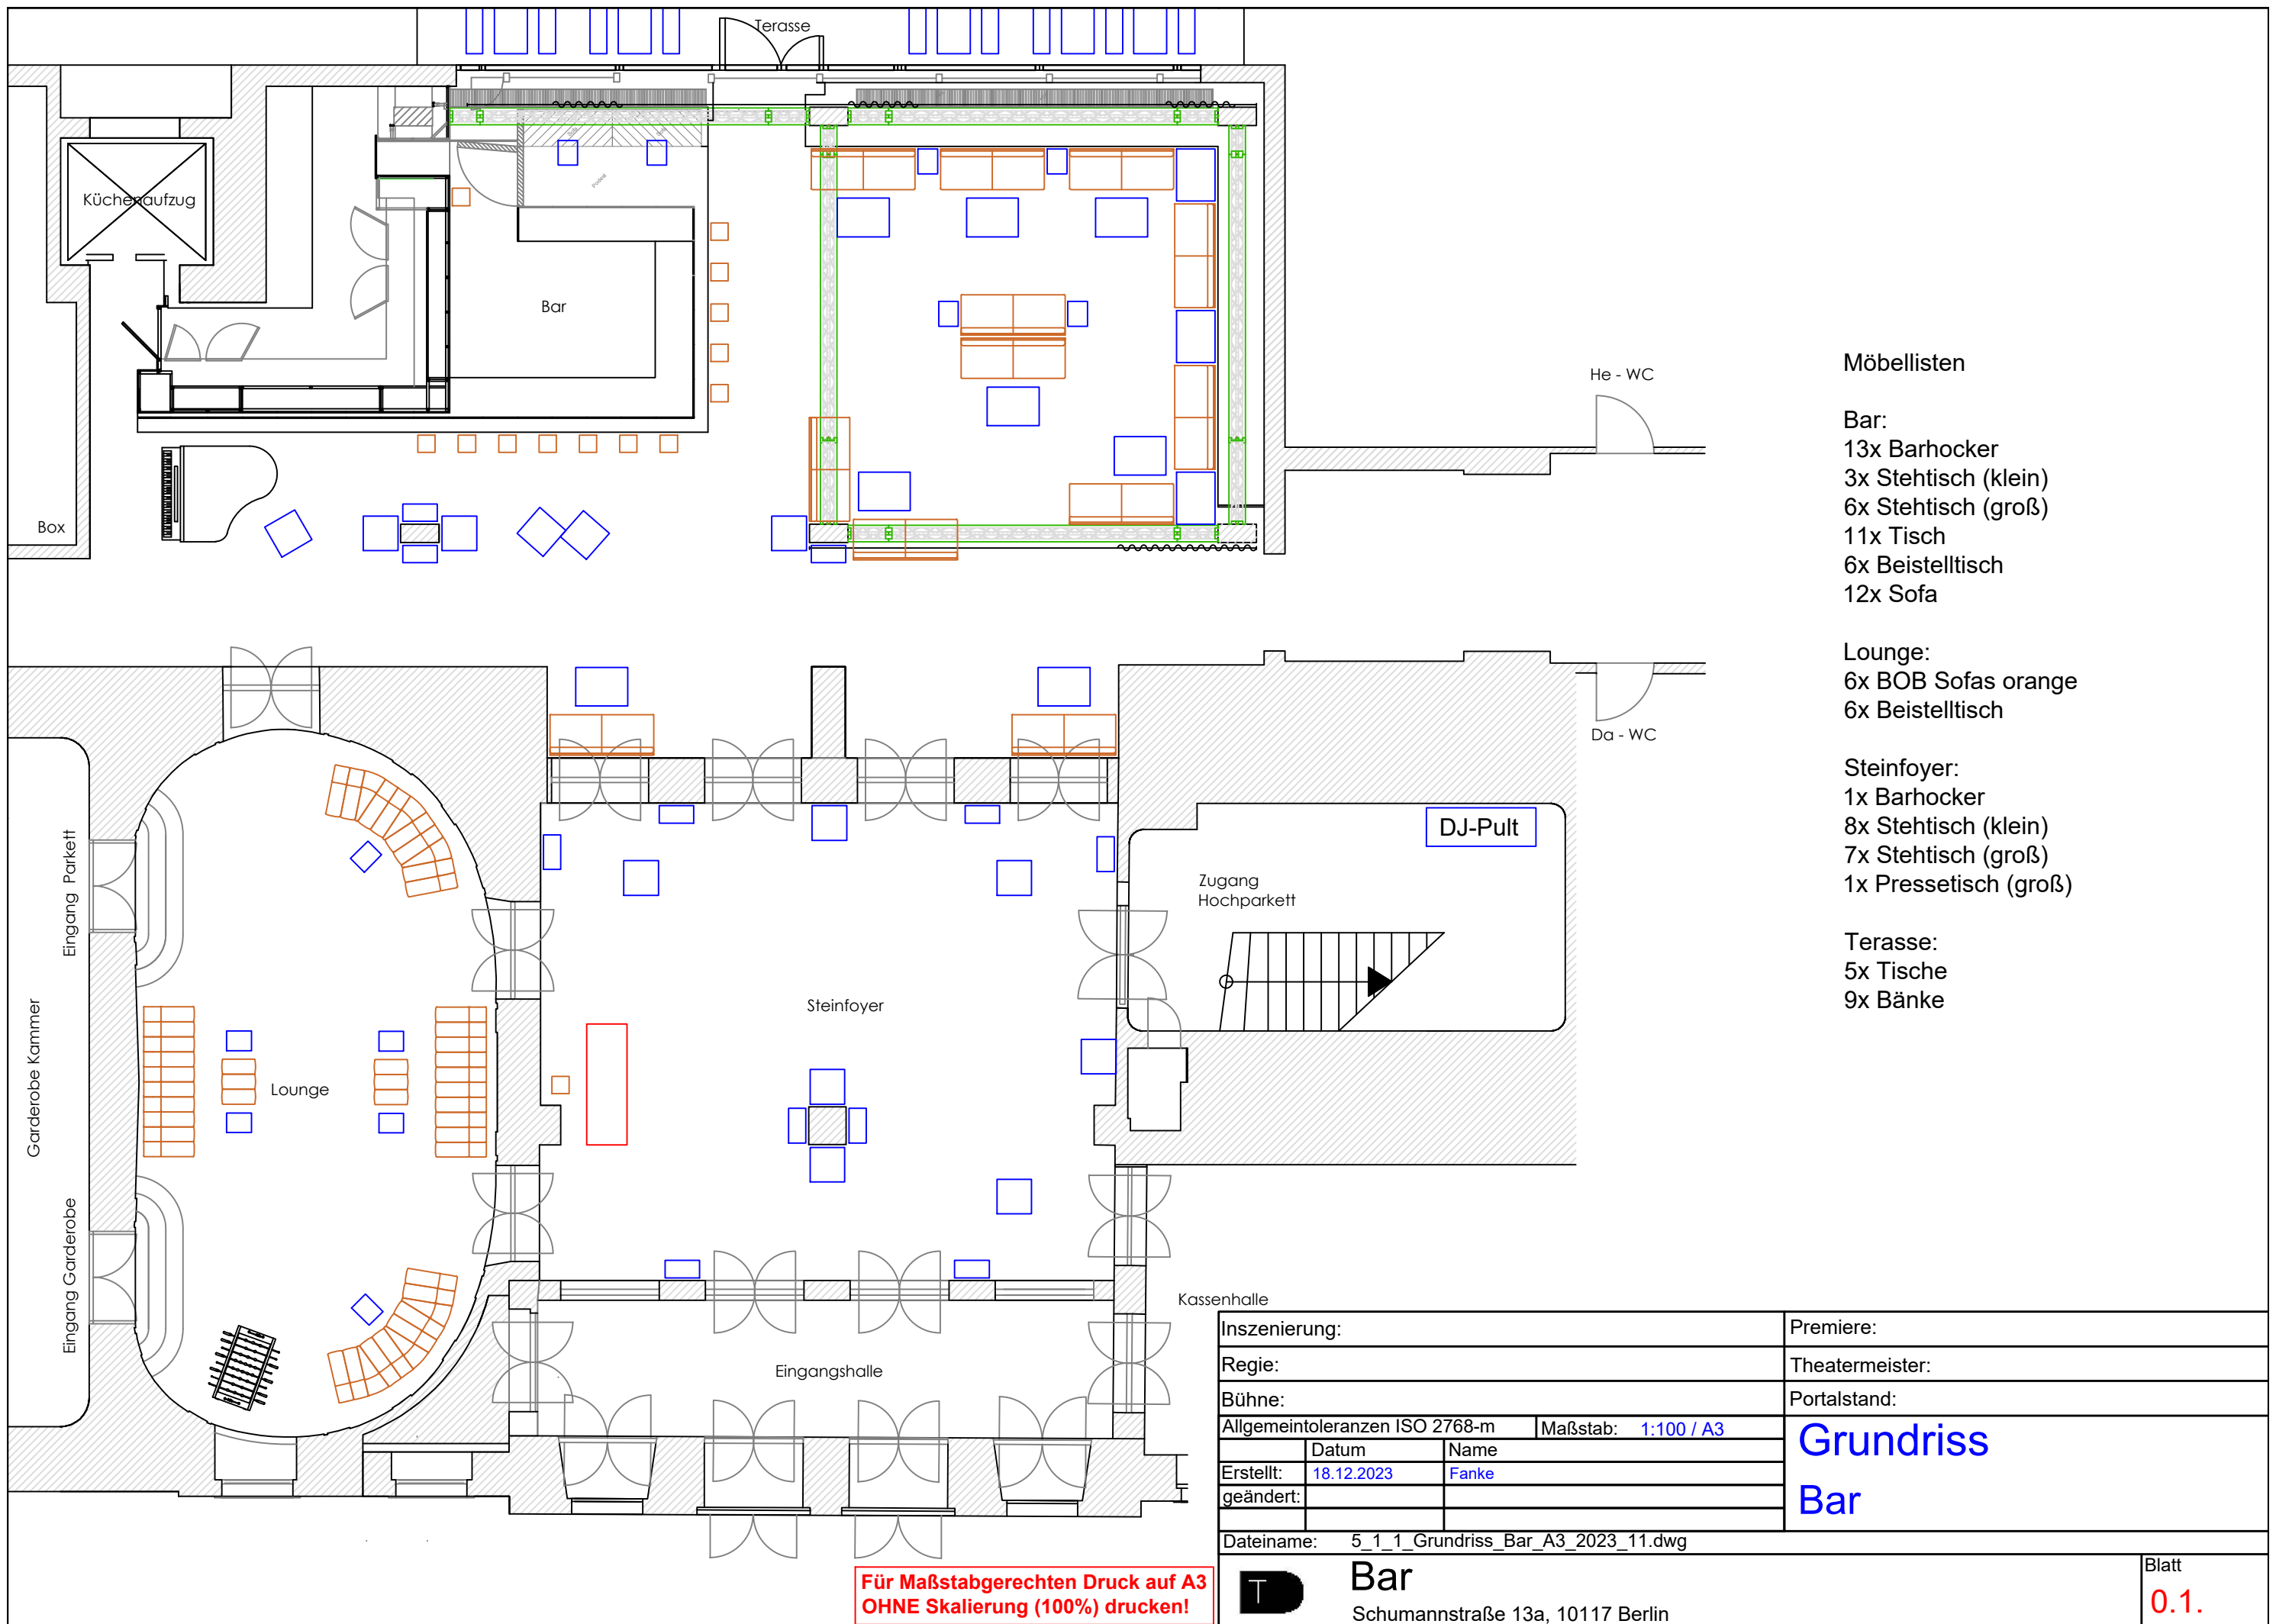 Terasse
Küchenaufzug
Podest
Bar
Box
He - WC
Da - WC
Möbellisten
Bar:
13x Barhocker
3x Stehtisch (klein)
6x Stehtisch (groß)
11x Tisch
6x Beistelltisch
12x Sofa
Lounge:
6x BOB Sofas orange
6x Beistelltisch
Steinfoyer:
1x Barhocker
8x Stehtisch (klein)
7x Stehtisch (groß)
1x Pressetisch (groß)
Terasse:
5x Tische
9x Bänke
DJ-Pult
Zugang
Hochparkett
Eingang Parkett
Garderobe Kammer
Eingang Garderobe
Lounge
Steinfoyer
Eingangshalle
Kassenhalle
Inszenierung:
Premiere:
Regie:
Theatermeister:
Bühne:
Portalstand:
Allgemeintoleranzen ISO 2768-m
Maßstab: 1:100 / A3
Grundriss
Bar
Datum
Name
Erstellt: 18.12.2023 Fanke
geändert:
Dateiname: 5_1_1_Grundriss_Bar_A3_2023_11.dwg
Für Maßstabgerechten Druck auf A3
OHNE Skalierung (100%) drucken!
T
Bar
Schumannstraße 13a, 10117 Berlin
Blatt
0.1.